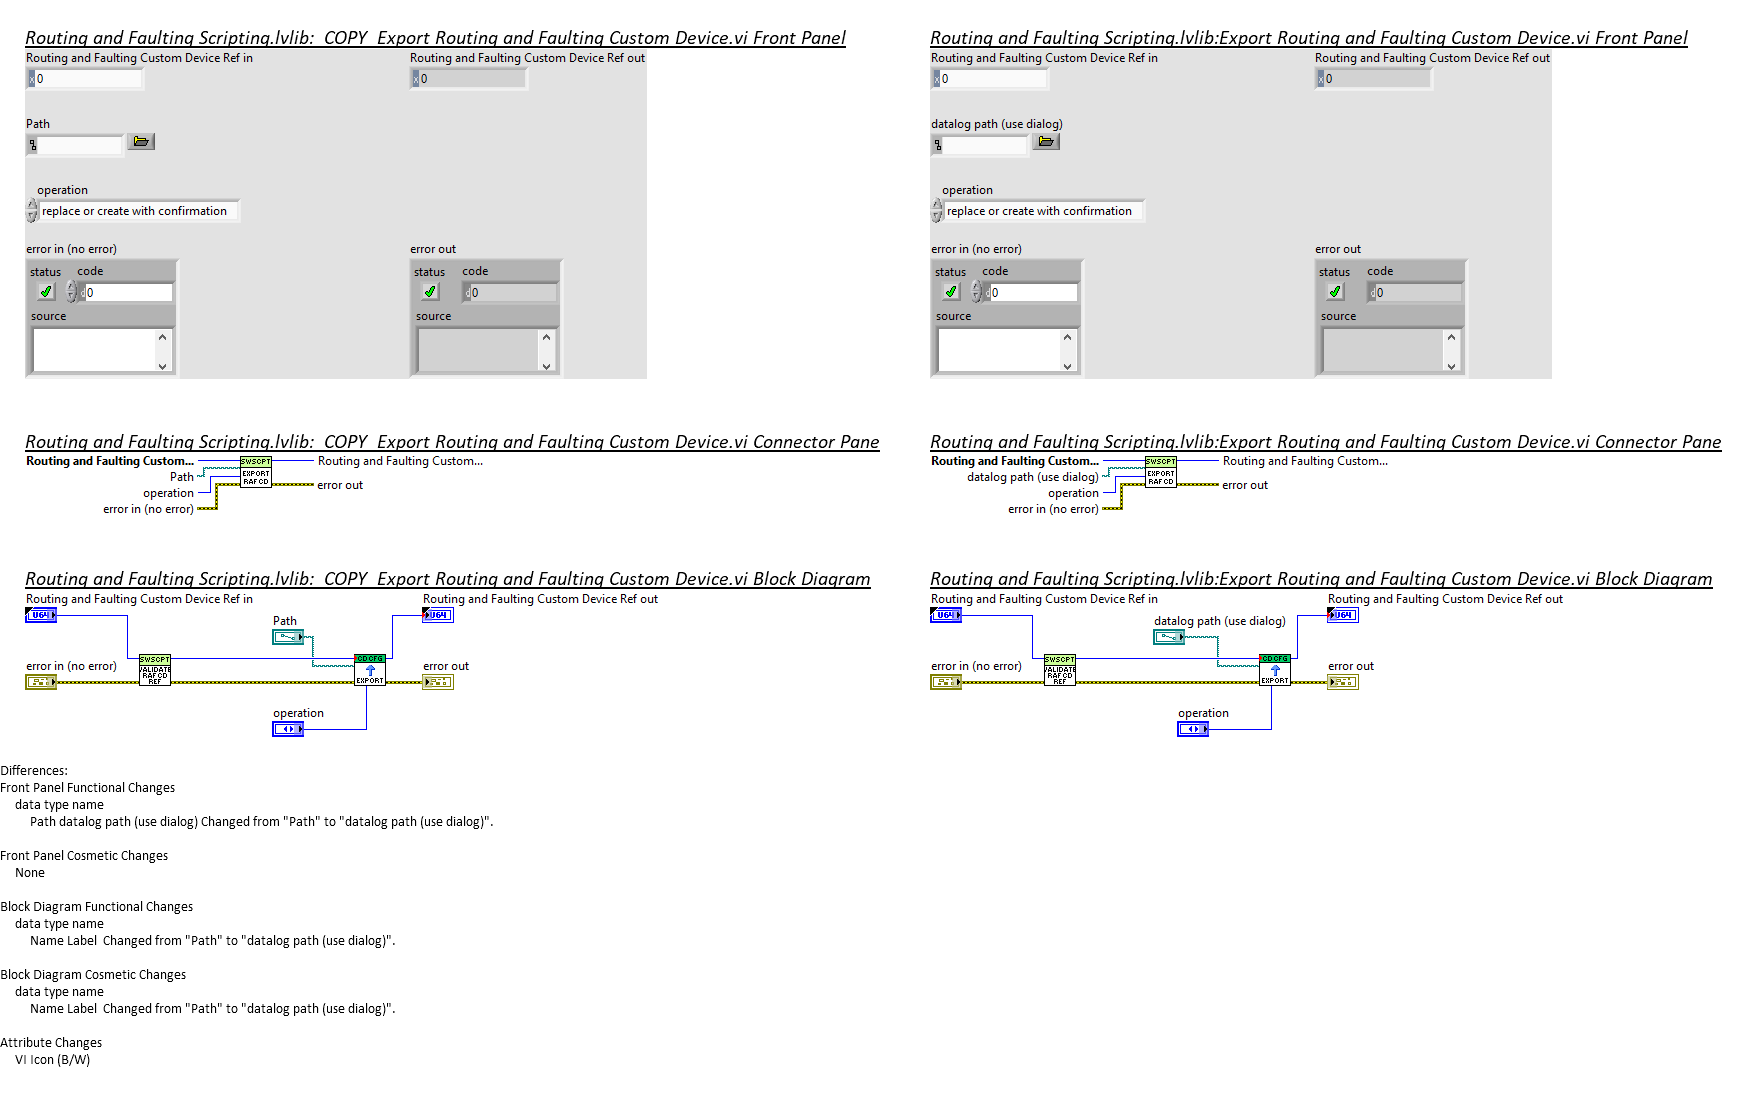 Routing and Faulting Scripting.lvlib:_COPY_Export Routing and Faulting Custom Device.vi Front Panel
Routing and Faulting Custom Device Ref in
Routing and Faulting Custom Device Ref out
x 0
x 0
Path
operation
replace or create with confirmation
error in (no error)
error out
status code
status code
d 0
d 0
source
source
Routing and Faulting Scripting.lvlib:Export Routing and Faulting Custom Device.vi Front Panel
Routing and Faulting Custom Device Ref in
Routing and Faulting Custom Device Ref out
x 0
x 0
datalog path (use dialog)
operation
replace or create with confirmation
error in (no error)
error out
status code
status code
d 0
d 0
source
source
Routing and Faulting Scripting.lvlib:_COPY_Export Routing and Faulting Custom Device.vi Connector Pane
Routing and Faulting Custom...
Path
operation
error in (no error)
SWSCPT
EXPORT
RAF CD
Routing and Faulting Custom...
error out
Routing and Faulting Scripting.lvlib:Export Routing and Faulting Custom Device.vi Connector Pane
Routing and Faulting Custom...
datalog path (use dialog)
operation
error in (no error)
SWSCPT
EXPORT
RAF CD
Routing and Faulting Custom...
error out
Routing and Faulting Scripting.lvlib:_COPY_Export Routing and Faulting Custom Device.vi Block Diagram
Routing and Faulting Custom Device Ref in
Routing and Faulting Custom Device Ref out
U64
U64
Path
error in (no error)
SWSCPT
VALIDATE
RAF CD
REF
CD CFG
EXPORT
error out
operation
Routing and Faulting Scripting.lvlib:Export Routing and Faulting Custom Device.vi Block Diagram
Routing and Faulting Custom Device Ref in
Routing and Faulting Custom Device Ref out
U64
U64
datalog path (use dialog)
error in (no error)
SWSCPT
VALIDATE
RAF CD
REF
CD CFG
EXPORT
error out
operation
Differences:
Front Panel Functional Changes
data type name
Path datalog path (use dialog) Changed from "Path" to "datalog path (use dialog)".
Front Panel Cosmetic Changes
None
Block Diagram Functional Changes
data type name
Name Label  Changed from "Path" to "datalog path (use dialog)".
Block Diagram Cosmetic Changes
data type name
Name Label  Changed from "Path" to "datalog path (use dialog)".
Attribute Changes
VI Icon (B/W)